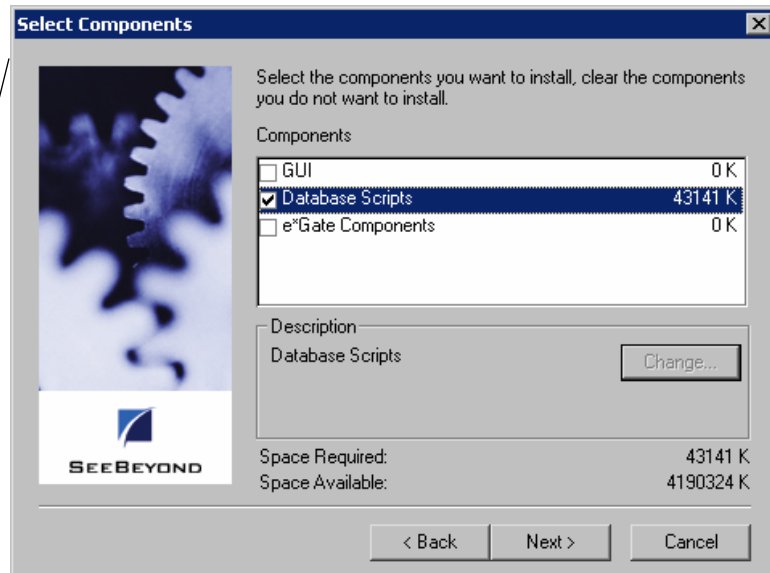 Select Components
Select the components you want to install, clear the components
you do not want to install.
Components
GUI 0 K
Database Scripts 43141 K
e*Gate Components 0 K
Description
Database Scripts
Change...
SEEBEYOND
Space Required: 43141 K
Space Available: 4190324 K
< Back Next > Cancel